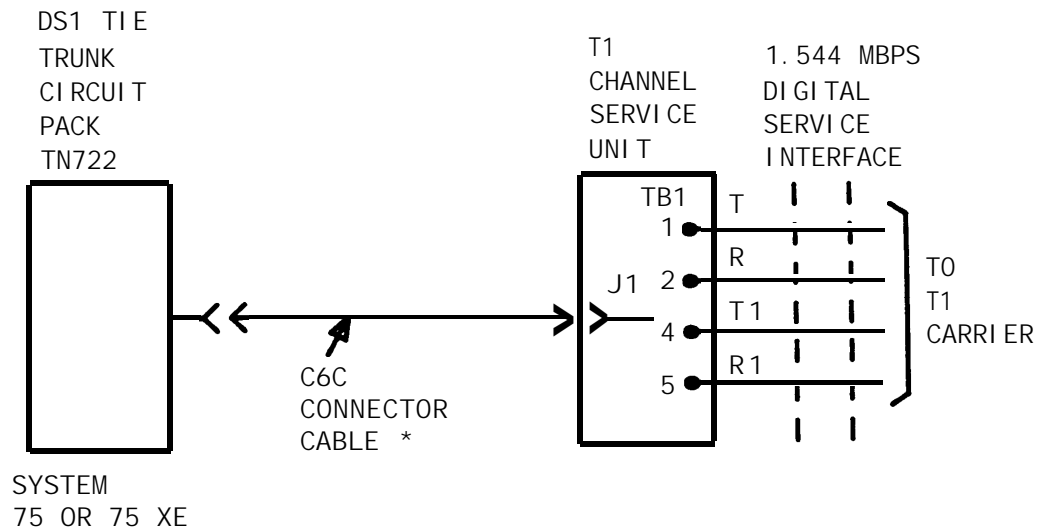 DS1 TIE
TRUNK
CIRCUIT
PACK
TN722
T1
CHANNEL
SERVICE
UNIT
1.544 MBPS
DIGITAL
SERVICE
INTERFACE
TB1
1
2
4
5
J1
T
R
T1
R1
TO
T1
CARRIER
C6C
CONNECTOR
CABLE *
SYSTEM
75 OR 75 XE